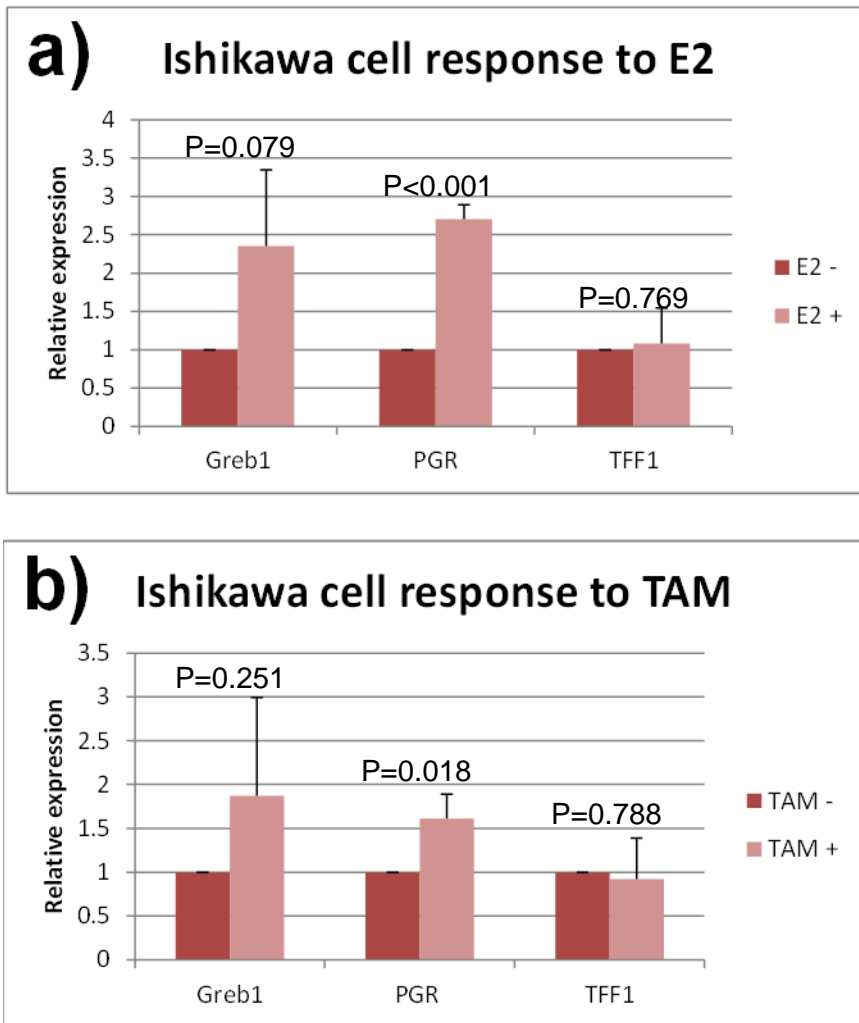 a) Ishikawa cell response to E2
4
3.5
3
2.5
2
1.5
1
0.5
0
Relative expression
P=0.079
P<0.001
P=0.769
Greb1 PGR TFF1
E2 -
E2 +
b) Ishikawa cell response to TAM
3.5
3
2.5
2
1.5
1
0.5
0
Relative expression
P=0.251
P=0.018
P=0.788
Greb1 PGR TFF1
TAM -
TAM +